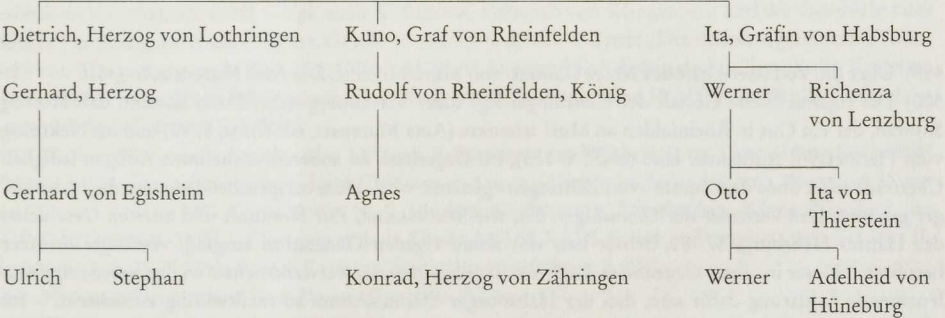 Dietrich, Herzog von Lothringen Kuno, Graf von Rheinfelden Ita, Gräfin von Habsburg
Gerhard, Herzog Rudolf von Rheinfelden, König Werner Richenza
von Lenzburg
Gerhard von Egisheim Agnes Otto Ita von
Thierstein
Ulrich Stephan Konrad, Herzog von Zähringen Werner Adelheid von
Hüneburg